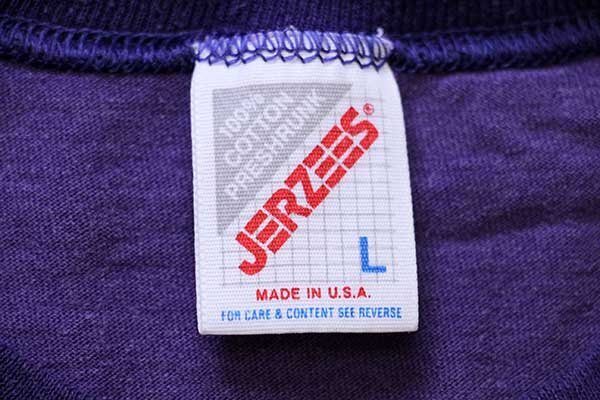 100%
COTTON
PRESHRUNK
JERZEES®
L
MADE IN U.S.A.
FOR CARE & CONTENT SEE REVERSE